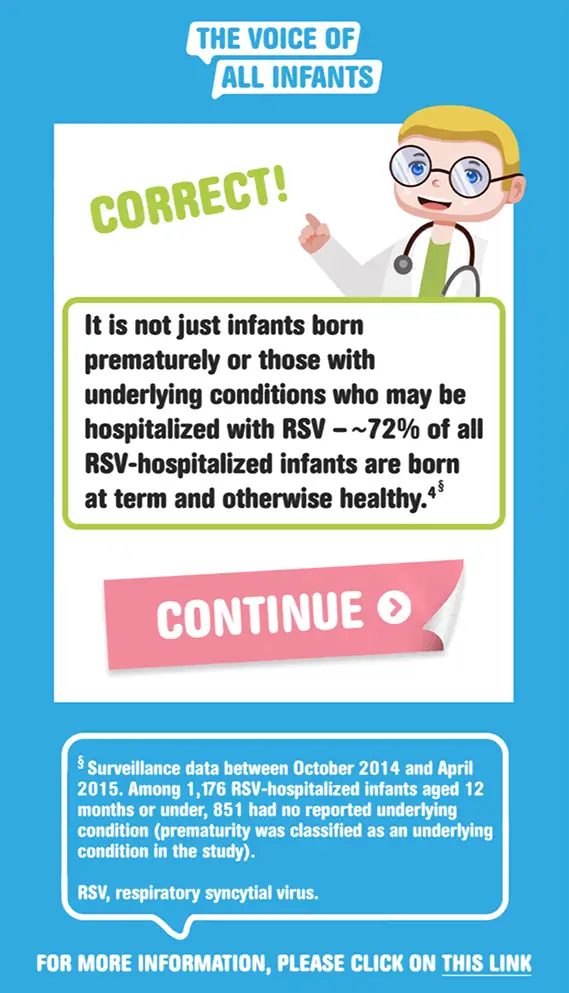 THE VOICE OF
ALL INFANTS
CORRECT!
It is not just infants born
prematurely or those with
underlying conditions who may be
hospitalized with RSV – ~72% of all
RSV-hospitalized infants are born
at term and otherwise healthy.4§
CONTINUE
§ Surveillance data between October 2014 and April
2015. Among 1,176 RSV-hospitalized infants aged 12
months or under, 851 had no reported underlying
condition (prematurity was classified as an underlying
condition in the study).
RSV, respiratory syncytial virus.
FOR MORE INFORMATION, PLEASE CLICK ON THIS LINK